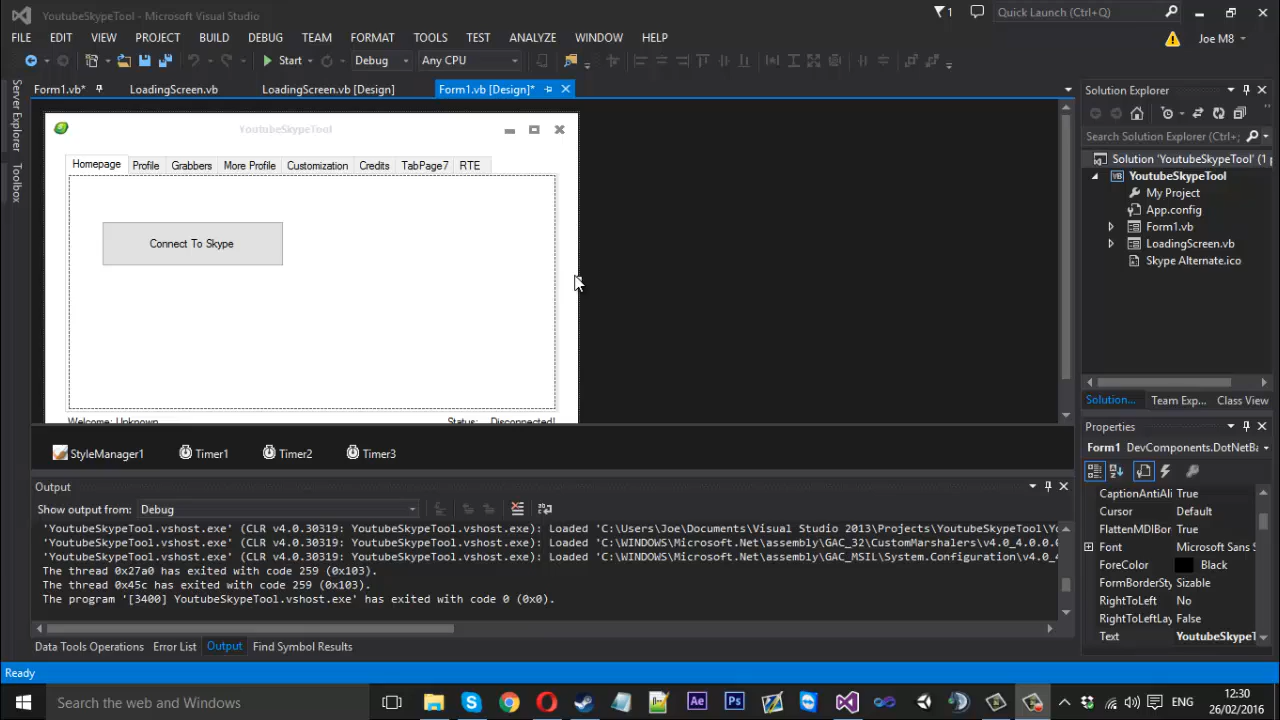 YoutubeSkypeTool - Microsoft Visual Studio
1
Quick Launch (Ctrl+Q)
FILE EDIT VIEW PROJECT BUILD DEBUG TEAM FORMAT TOOLS TEST ANALYZE WINDOW HELP
Joe M8
Start
Debug
Any CPU
Server Explorer
Toolbox
Form1.vb*
LoadingScreen.vb
LoadingScreen.vb [Design]
Form1.vb [Design]*
YoutubeSkypeTool
Homepage Profile Grabbers More Profile Customization Credits TabPage7 RTE
Connect To Skype
Welcome: Unknown
Status: Disconnected!
StyleManager1
Timer1
Timer2
Timer3
Output
Show output from: Debug
'YoutubeSkypeTool.vshost.exe' (CLR v4.0.30319: YoutubeSkypeTool.vshost.exe): Loaded 'C:\Users\Joe\Documents\Visual Studio 2013\Projects\YoutubeSkypeTool\Yo
'YoutubeSkypeTool.vshost.exe' (CLR v4.0.30319: YoutubeSkypeTool.vshost.exe): Loaded 'C:\WINDOWS\Microsoft.Net\assembly\GAC_32\CustomMarshalers\v4.0_4.0.0.0
'YoutubeSkypeTool.vshost.exe' (CLR v4.0.30319: YoutubeSkypeTool.vshost.exe): Loaded 'C:\WINDOWS\Microsoft.Net\assembly\GAC_MSIL\System.Configuration\v4.0_4
The thread 0x27a0 has exited with code 259 (0x103).
The thread 0x45c has exited with code 259 (0x103).
The program '[3400] YoutubeSkypeTool.vshost.exe' has exited with code 0 (0x0).
Data Tools Operations Error List Output Find Symbol Results
Ready
Solution Explorer
Search Solution Explorer (Ctrl+
Solution 'YoutubeSkypeTool' (1 p
YoutubeSkypeTool
My Project
App.config
Form1.vb
LoadingScreen.vb
Skype Alternate.ico
Solution... Team Exp... Class View
Properties
Form1 DevComponents.DotNetBa
CaptionAntiAli True
Cursor Default
FlattenMDIBor True
Font Microsoft Sans S
ForeColor Black
FormBorderSty Sizable
RightToLeft No
RightToLeftLay False
Text YoutubeSkypeT
Search the web and Windows
Ae
Ps
ENG
12:30
26/02/2016